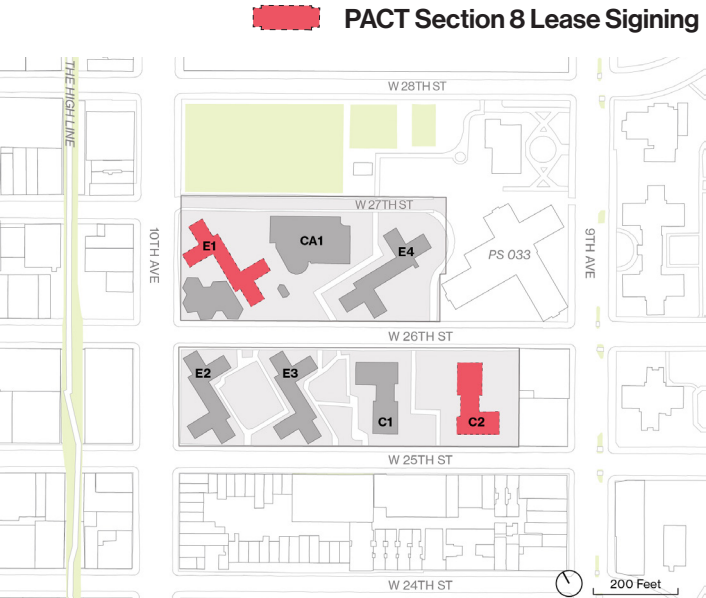 PACT Section 8 Lease Sigining
THE HIGH LINE
W 28TH ST
W 27TH ST
10TH AVE
E1
CA1
E4
PS 033
9TH AVE
W 26TH ST
E2
E3
C1
C2
W 25TH ST
W 24TH ST
200 Feet